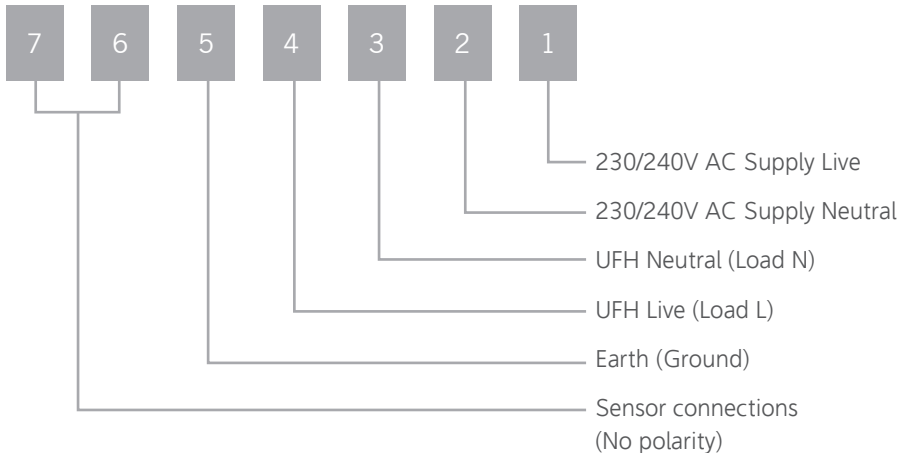 7 6 5 4 3 2 1
230/240V AC Supply Live
230/240V AC Supply Neutral
UFH Neutral (Load N)
UFH Live (Load L)
Earth (Ground)
Sensor connections
(No polarity)